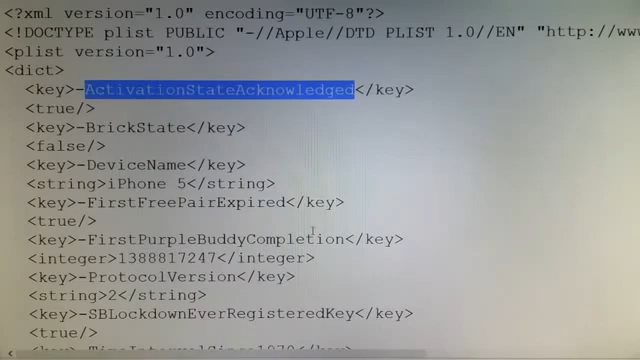 <?xml version="1.0" encoding="UTF-8"?>
<!DOCTYPE plist PUBLIC "-//Apple//DTD PLIST 1.0//EN" "http://www
<plist version="1.0">
<dict>
<key>-ActivationStateAcknowledged</key>
<true/>
<key>-BrickState</key>
<false/>
<key>-DeviceName</key>
<string>iPhone 5</string>
<key>-FirstFreePairExpired</key>
<true/>
<key>-FirstPurpleBuddyCompletion</key>
<integer>1388817247</integer>
<key>-ProtocolVersion</key>
<string>2</string>
<key>-SBLockdownEverRegisteredKey</key>
<true/>
<key>-TimeIntervalSince1970</key>